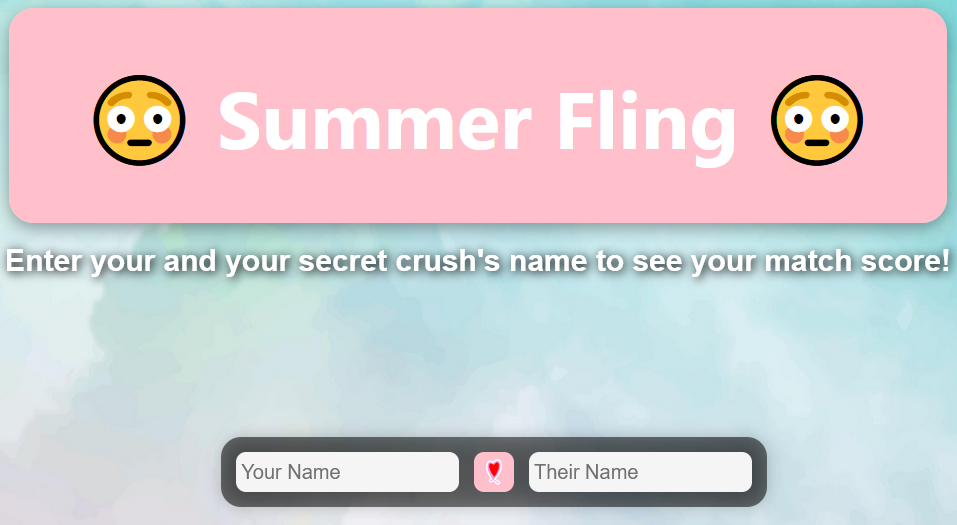 Summer Fling
Enter your and your secret crush's name to see your match score!
Your Name
Their Name